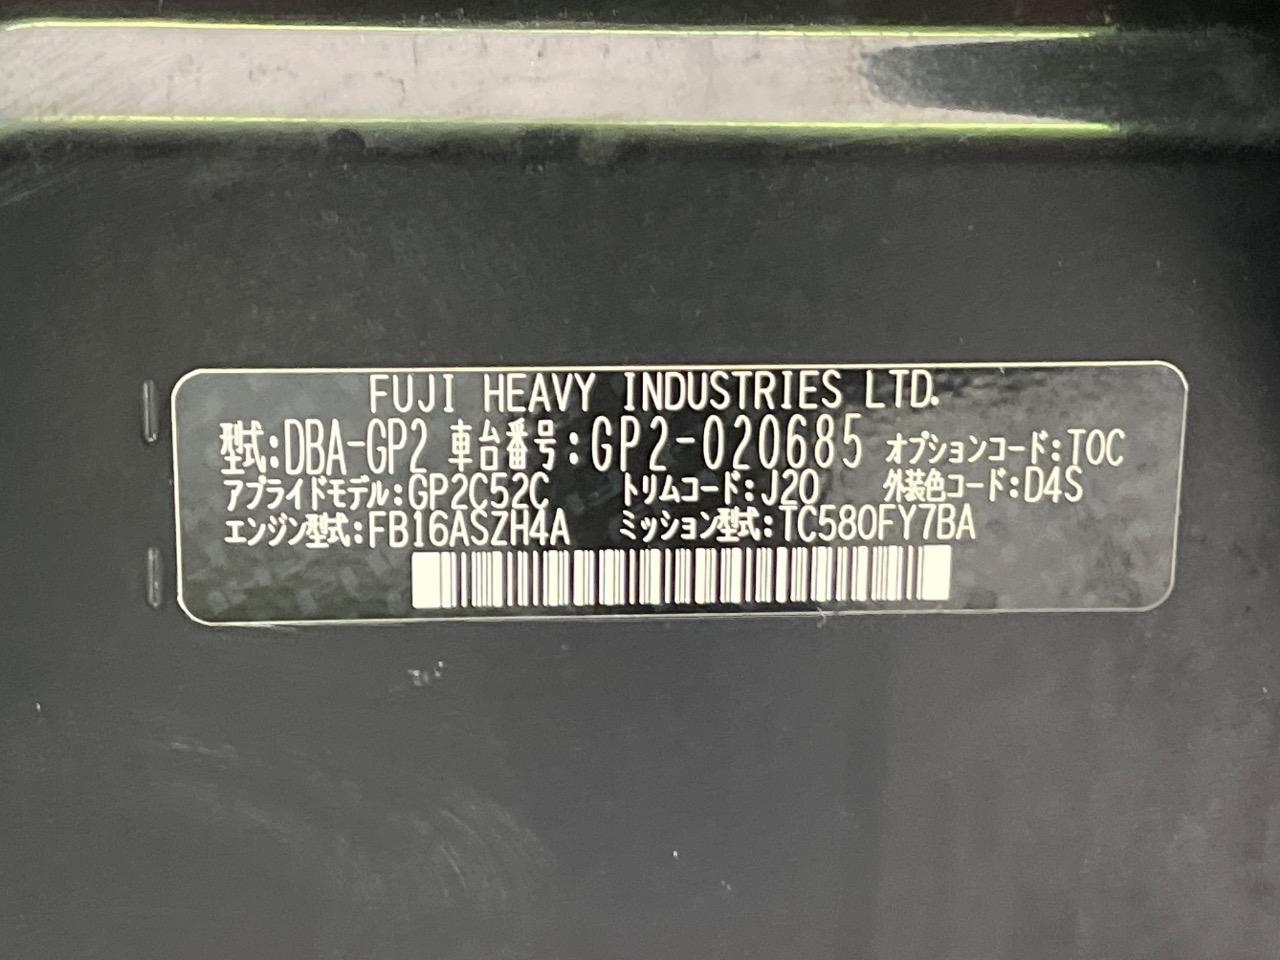 FUJI HEAVY INDUSTRIES LTD.
型式:DBA-GP2 車台番号:GP2-020685 オプションコード:TOC
アプライドモデル:GP2C52C トリムコード:J20 外装色コード:D4S
エンジン型式:FB16ASZH4A ミッション型式:TC580FY7BA